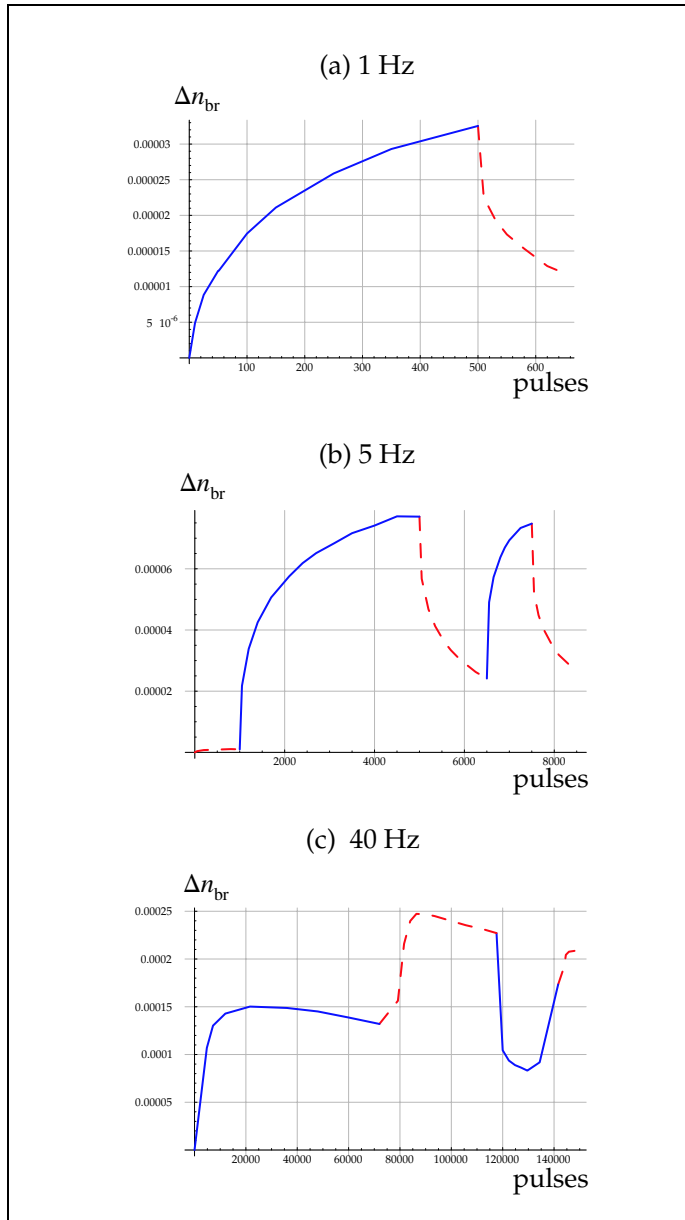 (a) 1 Hz
Δn_br
0.00003
0.000025
0.00002
0.000015
0.00001
5 10^-6
100 200 300 400 500 600
pulses
(b) 5 Hz
Δn_br
0.00006
0.00004
0.00002
2000 4000 6000 8000
pulses
(c) 40 Hz
Δn_br
0.00025
0.0002
0.00015
0.0001
0.00005
20000 40000 60000 80000 100000 120000 140000
pulses